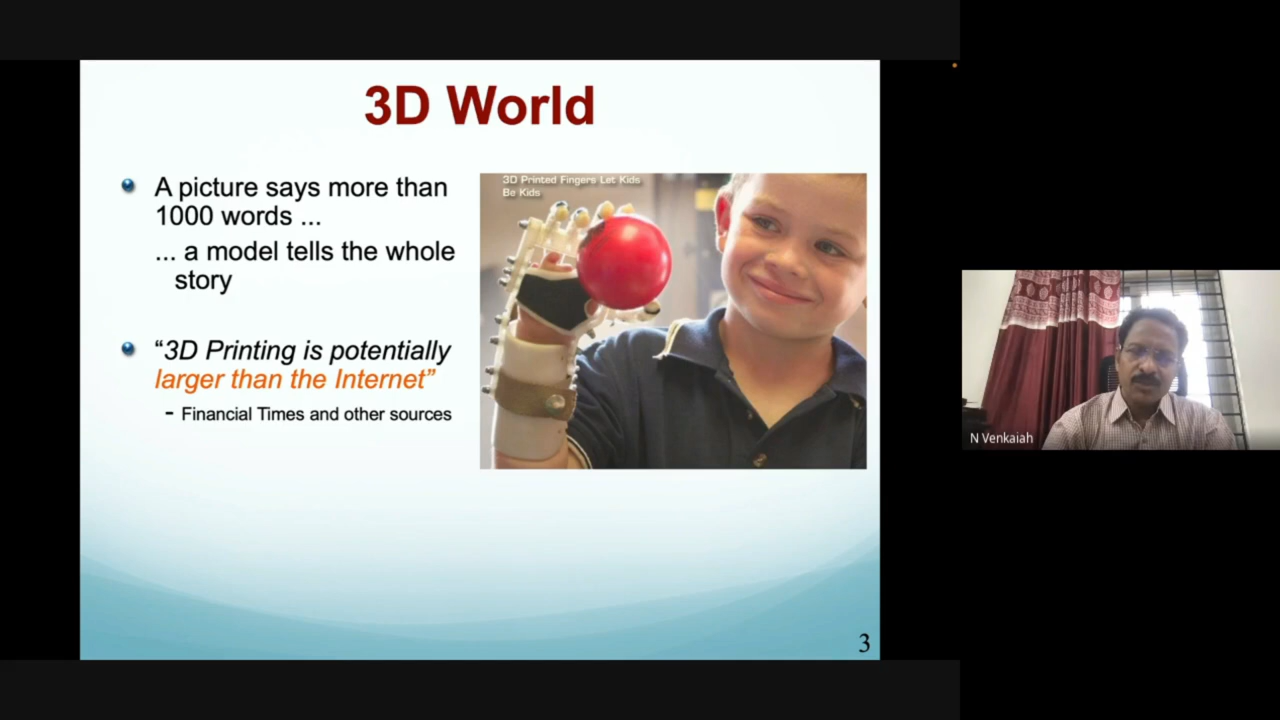 3D World
A picture says more than
1000 words ...
... a model tells the whole
story
“3D Printing is potentially
larger than the Internet”
- Financial Times and other sources
3D Printed Fingers Let Kids
Be Kids
N Venkaiah
3